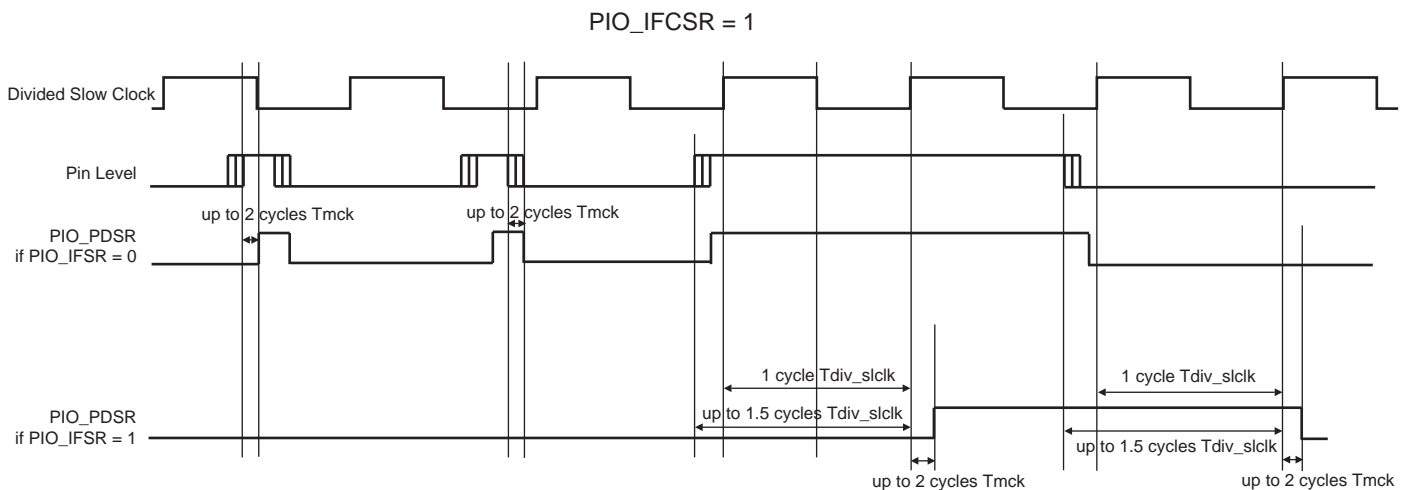 PIO_IFCSR = 1
Divided Slow Clock
Pin Level
up to 2 cycles Tmck
up to 2 cycles Tmck
PIO_PDSR
if PIO_IFSR = 0
1 cycle Tdiv_slclk
1 cycle Tdiv_slclk
PIO_PDSR
if PIO_IFSR = 1
up to 1.5 cycles Tdiv_slclk
up to 1.5 cycles Tdiv_slclk
up to 2 cycles Tmck
up to 2 cycles Tmck